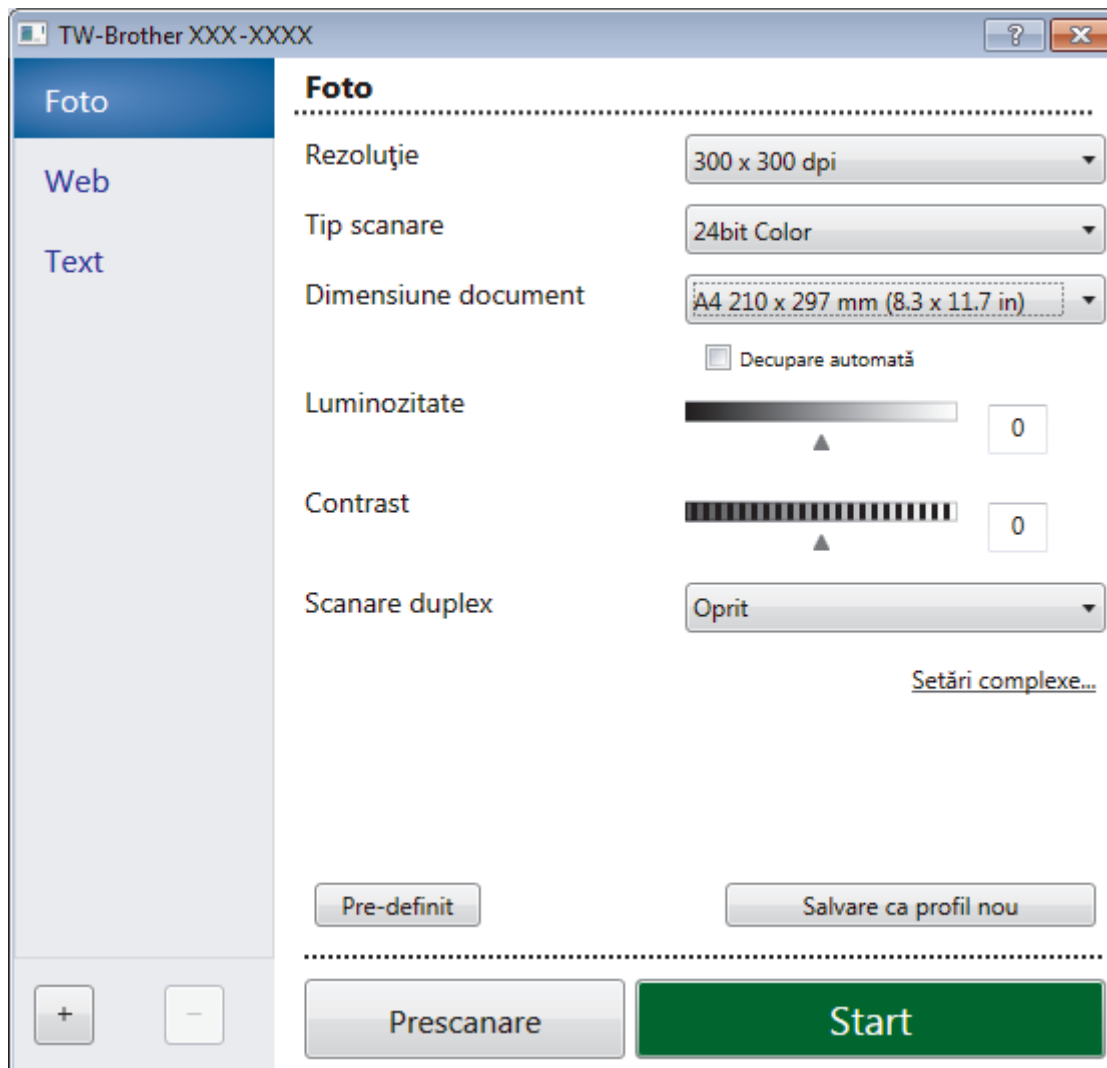 TW-Brother XXX-XXXX
Foto
Web
Text
Foto
Rezoluţie
300 x 300 dpi
Tip scanare
24bit Color
Dimensiune document
A4 210 x 297 mm (8.3 x 11.7 in)
Decupare automată
Luminozitate
0
Contrast
0
Scanare duplex
Oprit
Setări complexe...
Pre-definit
Salvare ca profil nou
+
−
Prescanare
Start